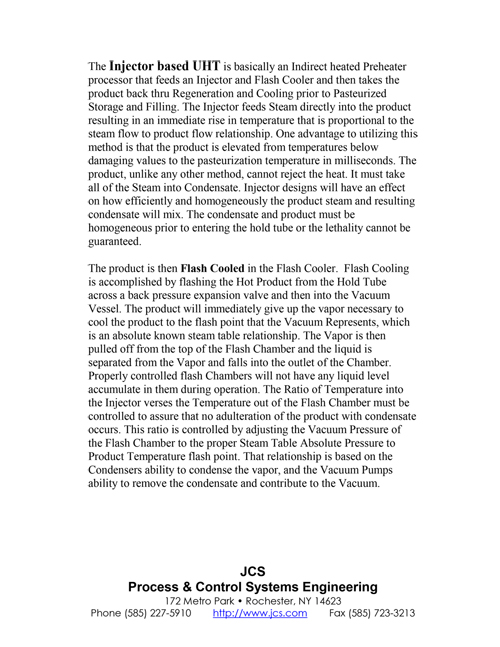 The Injector based UHT is basically an Indirect heated Preheater
processor that feeds an Injector and Flash Cooler and then takes the
product back thru Regeneration and Cooling prior to Pasteurized
Storage and Filling. The Injector feeds Steam directly into the product
resulting in an immediate rise in temperature that is proportional to the
steam flow to product flow relationship. One advantage to utilizing this
method is that the product is elevated from temperatures below
damaging values to the pasteurization temperature in milliseconds. The
product, unlike any other method, cannot reject the heat. It must take
all of the Steam into Condensate. Injector designs will have an effect
on how efficiently and homogeneously the product steam and resulting
condensate will mix. The condensate and product must be
homogeneous prior to entering the hold tube or the lethality cannot be
guaranteed.
The product is then Flash Cooled in the Flash Cooler. Flash Cooling
is accomplished by flashing the Hot Product from the Hold Tube
across a back pressure expansion valve and then into the Vacuum
Vessel. The product will immediately give up the vapor necessary to
cool the product to the flash point that the Vacuum Represents, which
is an absolute known steam table relationship. The Vapor is then
pulled off from the top of the Flash Chamber and the liquid is
separated from the Vapor and falls into the outlet of the Chamber.
Properly controlled flash Chambers will not have any liquid level
accumulate in them during operation. The Ratio of Temperature into
the Injector verses the Temperature out of the Flash Chamber must be
controlled to assure that no adulteration of the product with condensate
occurs. This ratio is controlled by adjusting the Vacuum Pressure of
the Flash Chamber to the proper Steam Table Absolute Pressure to
Product Temperature flash point. That relationship is based on the
Condensers ability to condense the vapor, and the Vacuum Pumps
ability to remove the condensate and contribute to the Vacuum.
JCS
Process & Control Systems Engineering
172 Metro Park • Rochester, NY 14623
Phone (585) 227-5910 http://www.jcs.com Fax (585) 723-3213